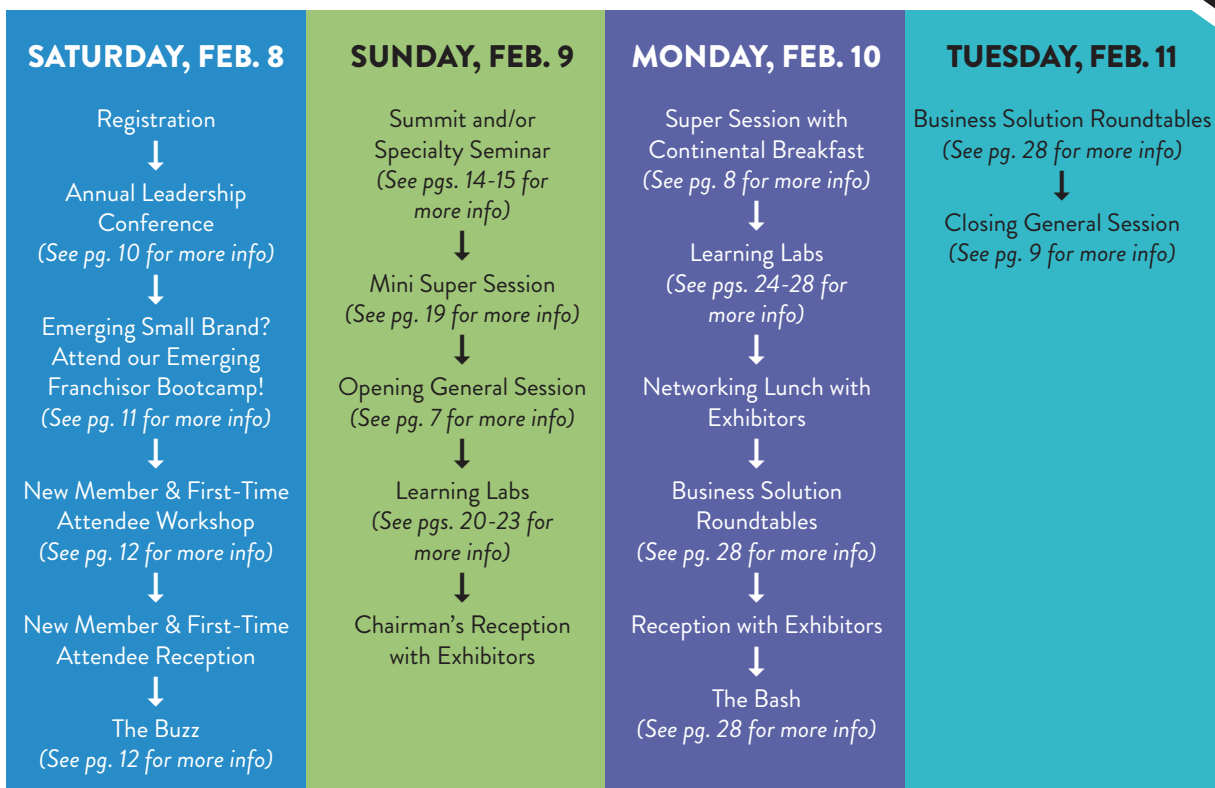 SATURDAY, FEB. 8
Registration
Annual Leadership
Conference
(See pg. 10 for more info)
Emerging Small Brand?
Attend our Emerging
Franchisor Bootcamp!
(See pg. 11 for more info)
New Member & First-Time
Attendee Workshop
(See pg. 12 for more info)
New Member & First-Time
Attendee Reception
The Buzz
(See pg. 12 for more info)
SUNDAY, FEB. 9
Summit and/or
Specialty Seminar
(See pgs. 14-15 for
more info)
Mini Super Session
(See pg. 19 for more info)
Opening General Session
(See pg. 7 for more info)
Learning Labs
(See pgs. 20-23 for
more info)
Chairman's Reception
with Exhibitors
MONDAY, FEB. 10
Super Session with
Continental Breakfast
(See pg. 8 for more info)
Learning Labs
(See pgs. 24-28 for
more info)
Networking Lunch with
Exhibitors
Business Solution
Roundtables
(See pg. 28 for more info)
Reception with Exhibitors
The Bash
(See pg. 28 for more info)
TUESDAY, FEB. 11
Business Solution Roundtables
(See pg. 28 for more info)
Closing General Session
(See pg. 9 for more info)